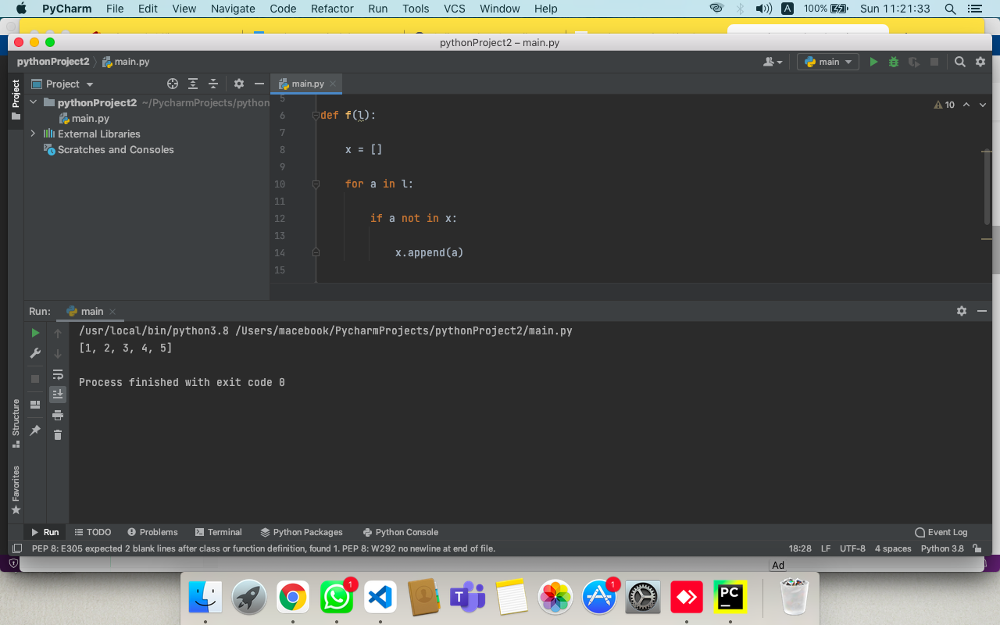 PyCharm File Edit View Navigate Code Refactor Run Tools VCS Window Help A 100% Sun 11:21:33
pythonProject2 – main.py
pythonProject2 main.py main
Project main.py
Project
pythonProject2 ~/PycharmProjects/python
main.py
External Libraries
Scratches and Consoles
10
5
6 def f(l):
7
8 x = []
9
10 for a in l:
11
12 if a not in x:
13
14 x.append(a)
15
Run: main
/usr/local/bin/python3.8 /Users/macebook/PycharmProjects/pythonProject2/main.py
[1, 2, 3, 4, 5]
Process finished with exit code 0
Structure
Favorites
Run TODO Problems Terminal Python Packages Python Console Event Log
PEP 8: E305 expected 2 blank lines after class or function definition, found 1. PEP 8: W292 no newline at end of file. 18:28 LF UTF-8 4 spaces Python 3.8
Ad
1 1
T PC